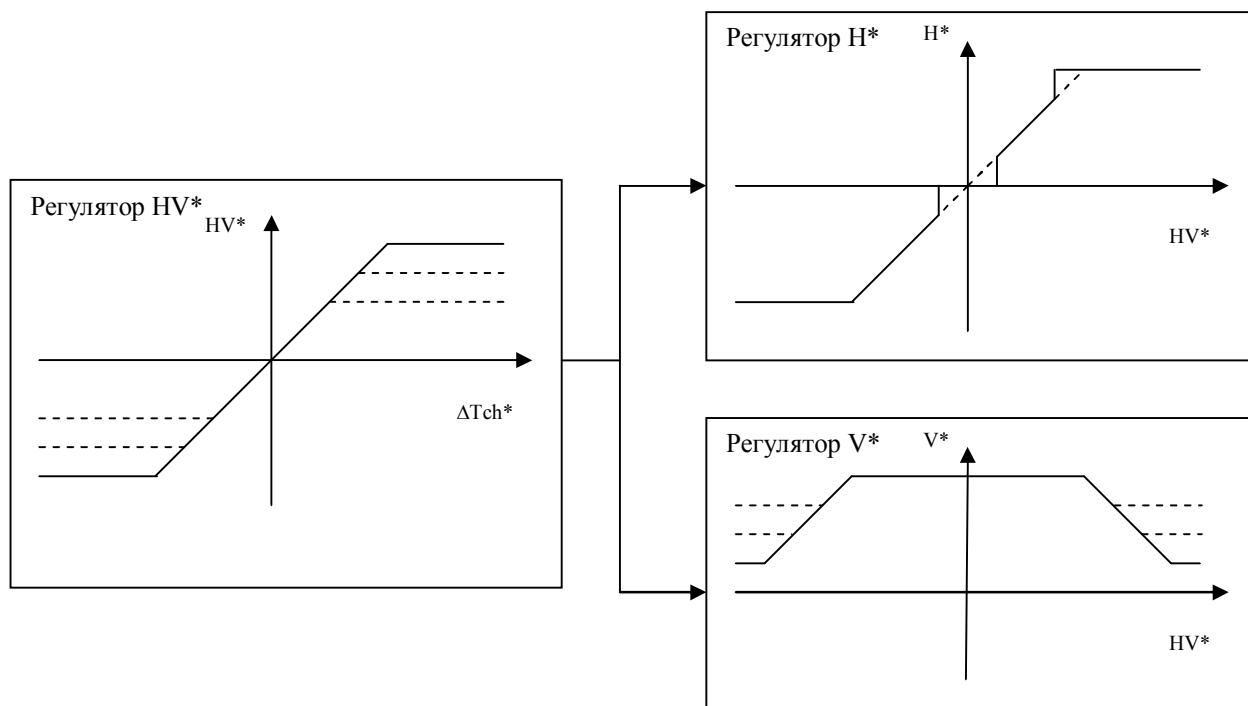 Регулятор HV*
HV*
ΔTch*
Регулятор H*
H*
HV*
Регулятор V*
V*
HV*